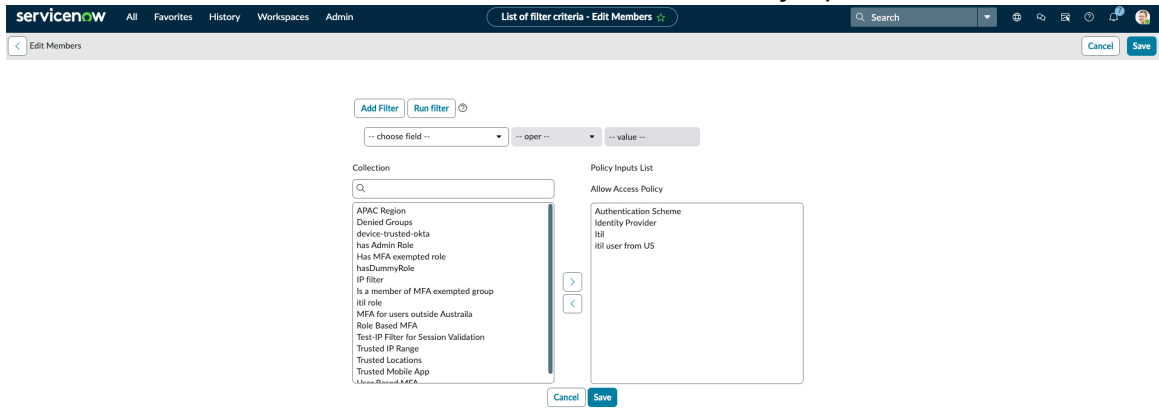 servicenow All Favorites History Workspaces Admin List of filter criteria - Edit Members ☆ Search 7
Edit Members Cancel Save
Add Filter Run filter
-- choose field -- -- oper -- -- value --
Collection
Policy Inputs List
Allow Access Policy
APAC Region
Denied Groups
device-trusted-okta
has Admin Role
Has MFA exempted role
hasDummyRole
IP filter
Is a member of MFA exempted group
itil role
MFA for users outside Austraila
Role Based MFA
Test-IP Filter for Session Validation
Trusted IP Range
Trusted Locations
Trusted Mobile App
User Based MFA
Authentication Scheme
Identity Provider
Itil
itil user from US
Cancel Save